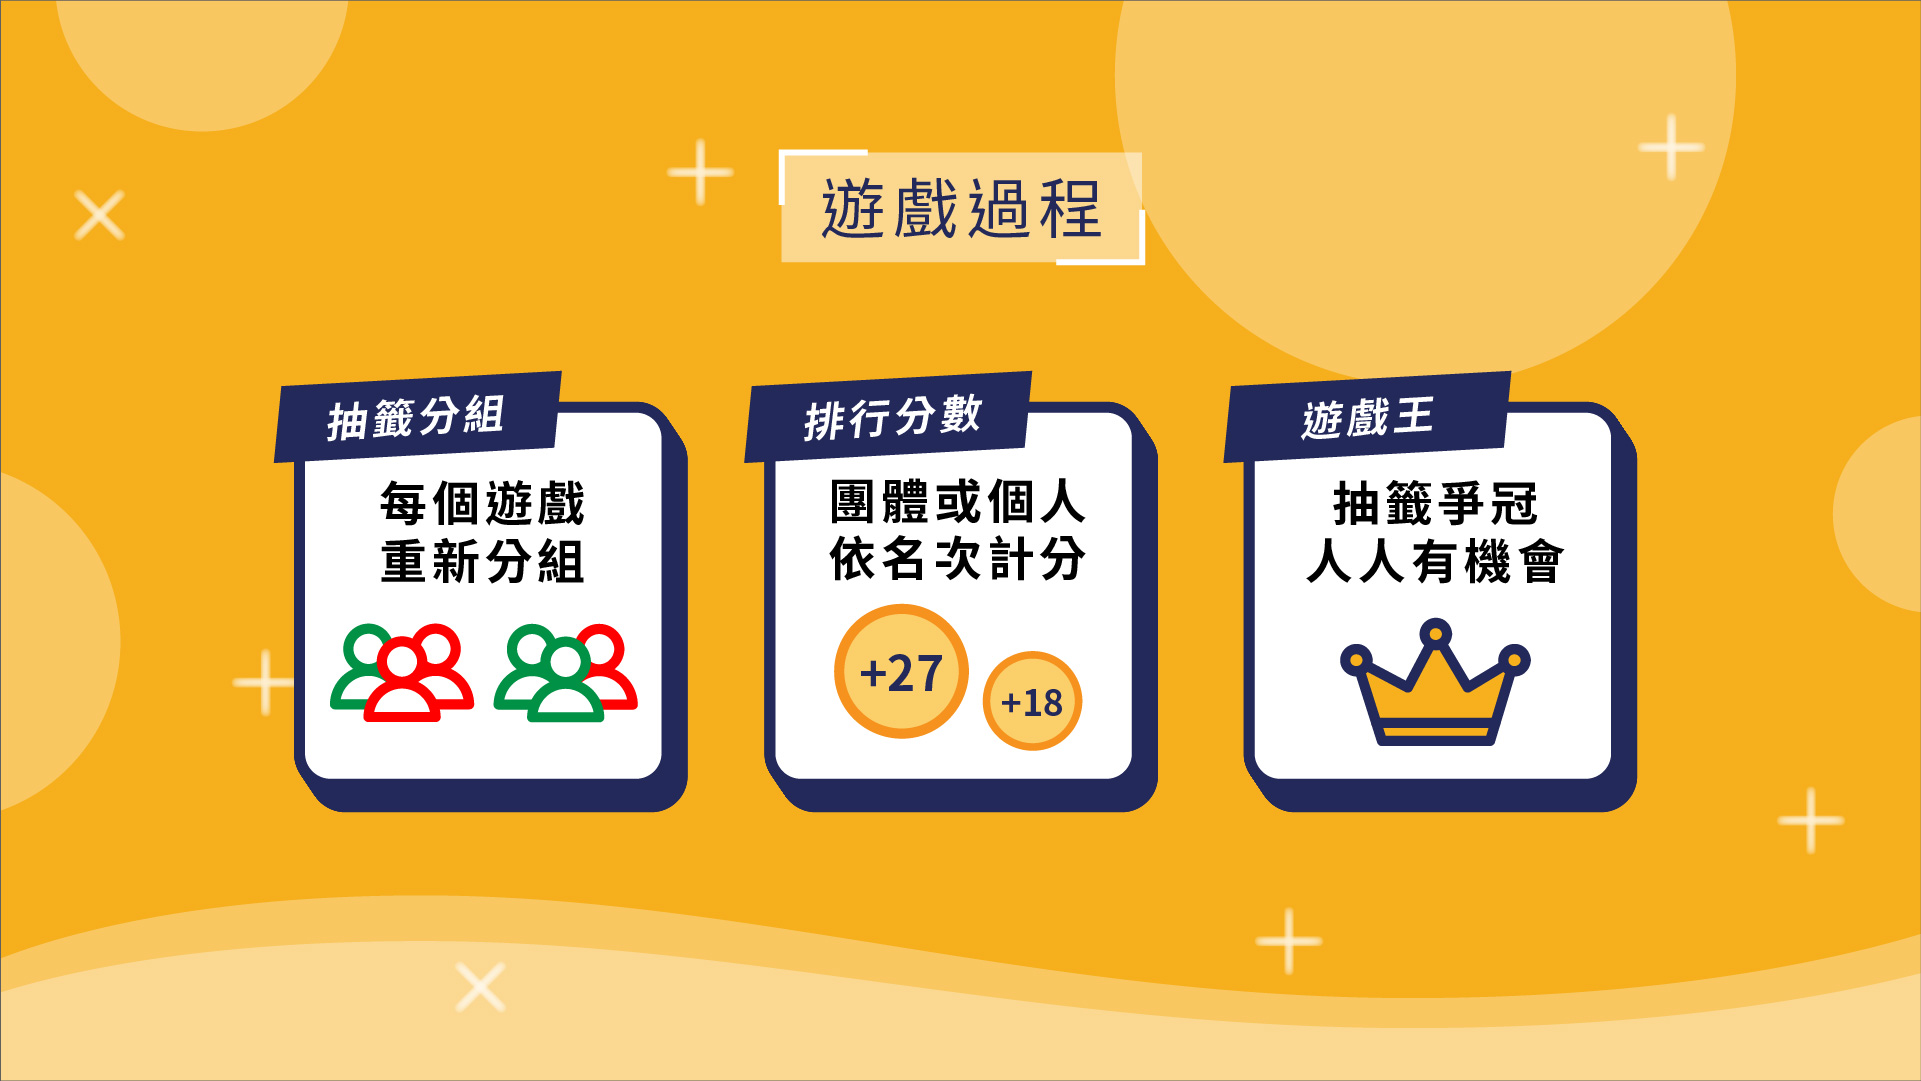 遊戲過程
抽籤分組
每個遊戲
重新分組
排行分數
團體或個人
依名次計分
+27
+18
遊戲王
抽籤爭冠
人人有機會